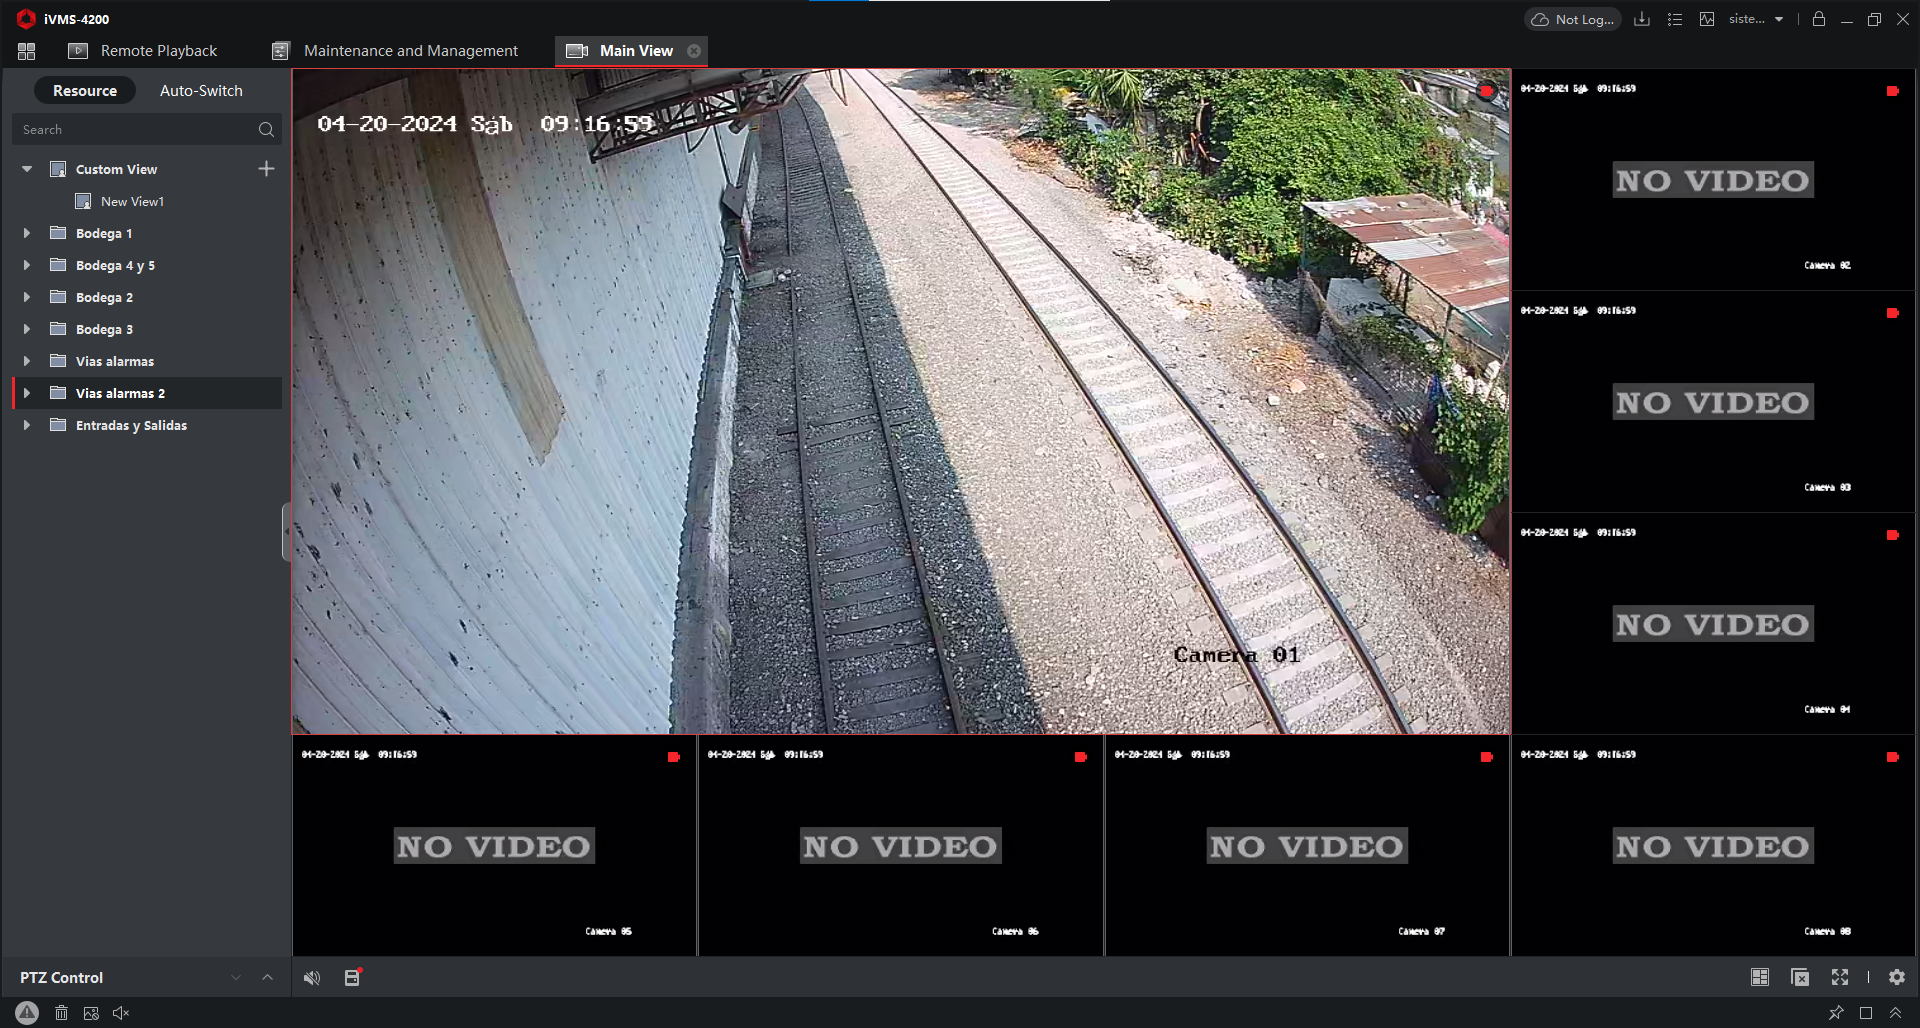 iVMS-4200
Not Log...
siste...
Remote Playback
Maintenance and Management
Main View
Resource
Auto-Switch
Search
Custom View
New View1
Bodega 1
Bodega 4 y 5
Bodega 2
Bodega 3
Vias alarmas
Vias alarmas 2
Entradas y Salidas
PTZ Control
04-20-2024 Sáb 09:16:59
Camera 01
04-20-2024 Sáb 09:16:59
NO VIDEO
Camera 02
04-20-2024 Sáb 09:16:59
NO VIDEO
Camera 03
04-20-2024 Sáb 09:16:59
NO VIDEO
Camera 04
04-20-2024 Sáb 09:16:59
NO VIDEO
Camera 05
04-20-2024 Sáb 09:16:59
NO VIDEO
Camera 06
04-20-2024 Sáb 09:16:59
NO VIDEO
Camera 07
04-20-2024 Sáb 09:16:59
NO VIDEO
Camera 08